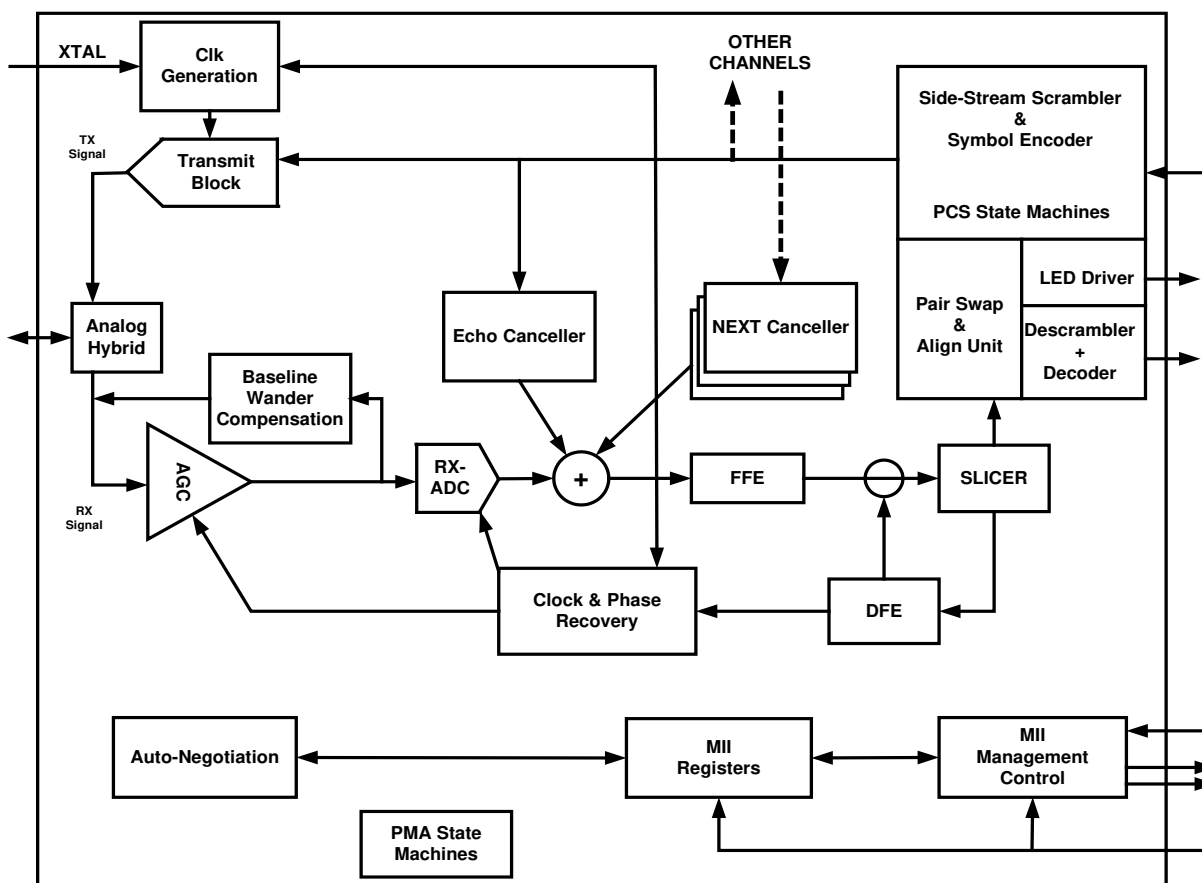 XTAL
Clk
Generation
OTHER
CHANNELS
Side-Stream Scrambler
&
Symbol Encoder
PCS State Machines
TX
Signal
Transmit
Block
LED Driver
Pair Swap
&
Align Unit
Descrambler
+
Decoder
Analog
Hybrid
Echo Canceller
NEXT Canceller
Baseline
Wander
Compensation
AGC
RX-
ADC
+
FFE
SLICER
RX
Signal
Clock & Phase
Recovery
DFE
Auto-Negotiation
MII
Registers
MII
Management
Control
PMA State
Machines